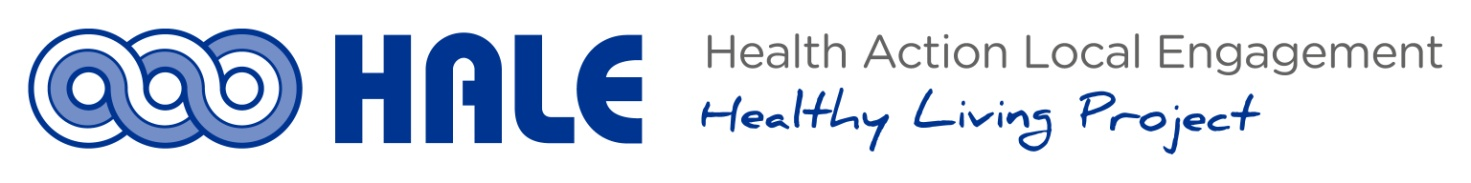 HALE
Health Action Local Engagement
Healthy Living Project